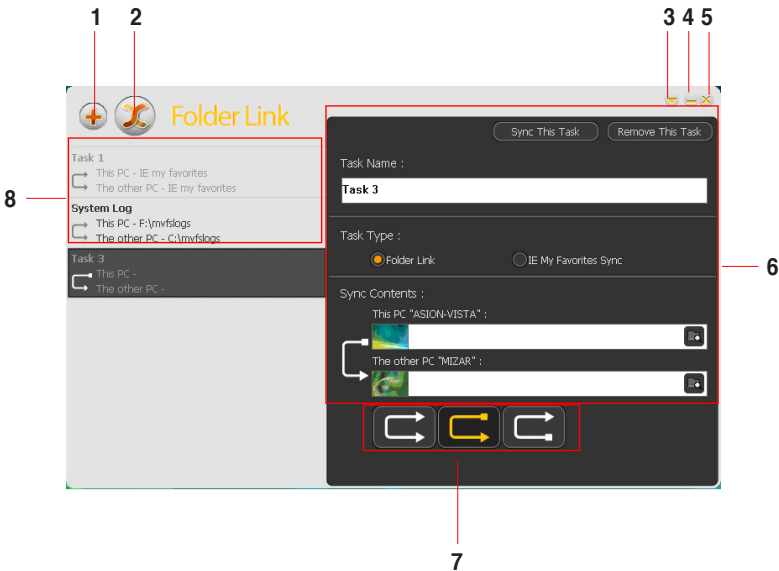 1 2 3 4 5
Folder Link
Sync This Task Remove This Task
Task 1
This PC - IE my favorites
The other PC - IE my favorites
8
System Log
This PC - F:\mvfslogs
The other PC - C:\mvfslogs
Task 3
This PC -
The other PC -
Task Name :
Task 3
Task Type :
Folder Link IE My Favorites Sync
6
Sync Contents :
This PC "ASION-VISTA" :
The other PC "MIZAR" :
7